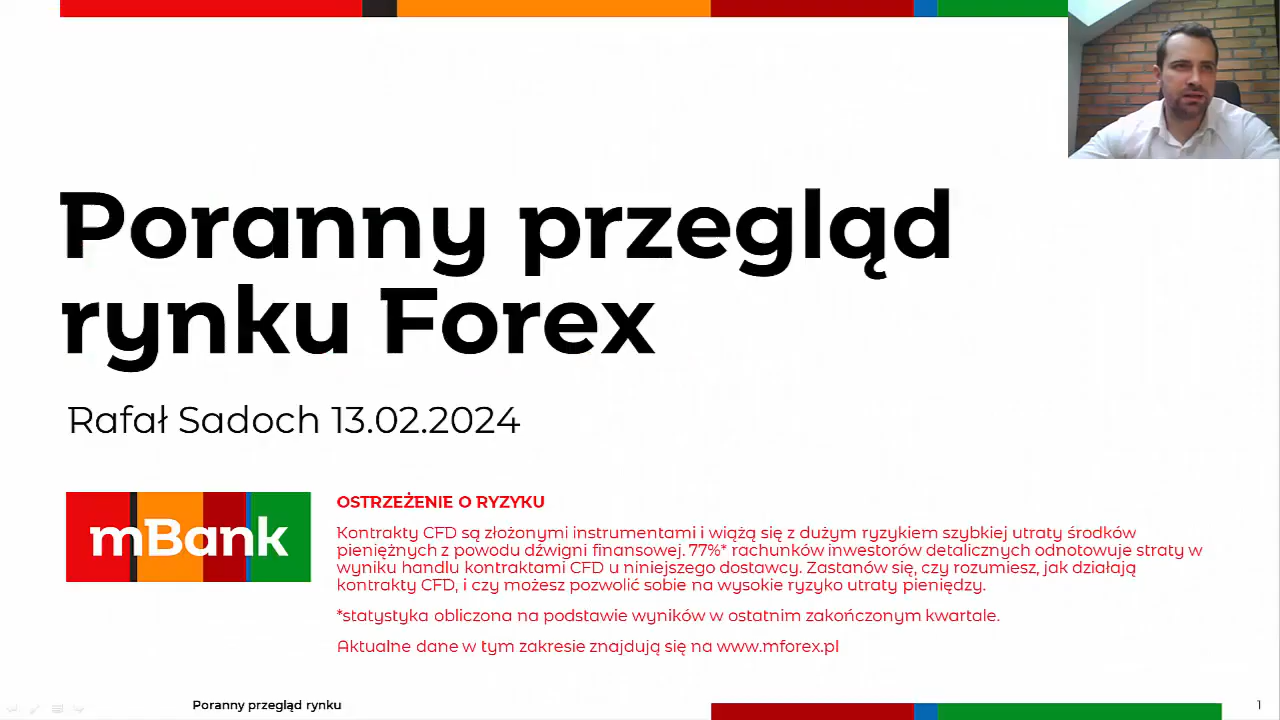 Poranny przegląd
rynku Forex
Rafał Sadoch 13.02.2024
mBank
OSTRZEŻENIE O RYZYKU
Kontrakty CFD są złożonymi instrumentami i wiążą się z dużym ryzykiem szybkiej utraty środków
pieniężnych z powodu dźwigni finansowej. 77%* rachunków inwestorów detalicznych odnotowuje straty w
wyniku handlu kontraktami CFD u niniejszego dostawcy. Zastanów się, czy rozumiesz, jak działają
kontrakty CFD, i czy możesz pozwolić sobie na wysokie ryzyko utraty pieniędzy.
*statystyka obliczona na podstawie wyników w ostatnim zakończonym kwartale.
Aktualne dane w tym zakresie znajdują się na www.mforex.pl
Poranny przegląd rynku
1